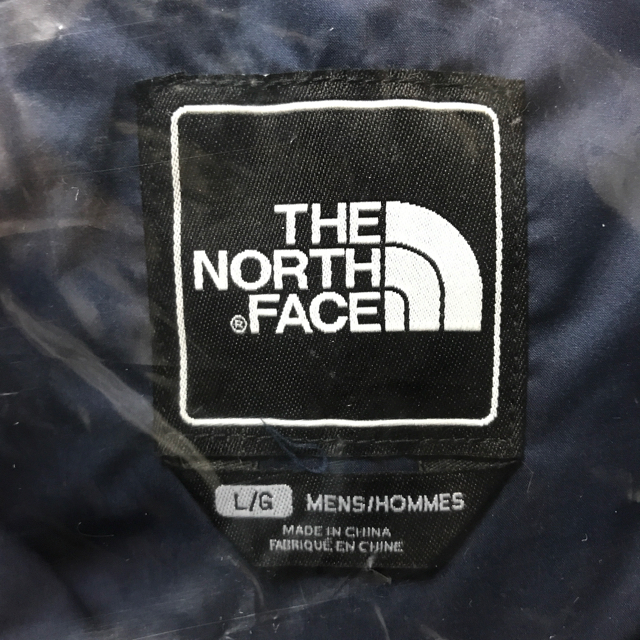 THE
NORTH
®FACE
L/G MENS/HOMMES
MADE IN CHINA
FABRIQUÉ EN CHINE